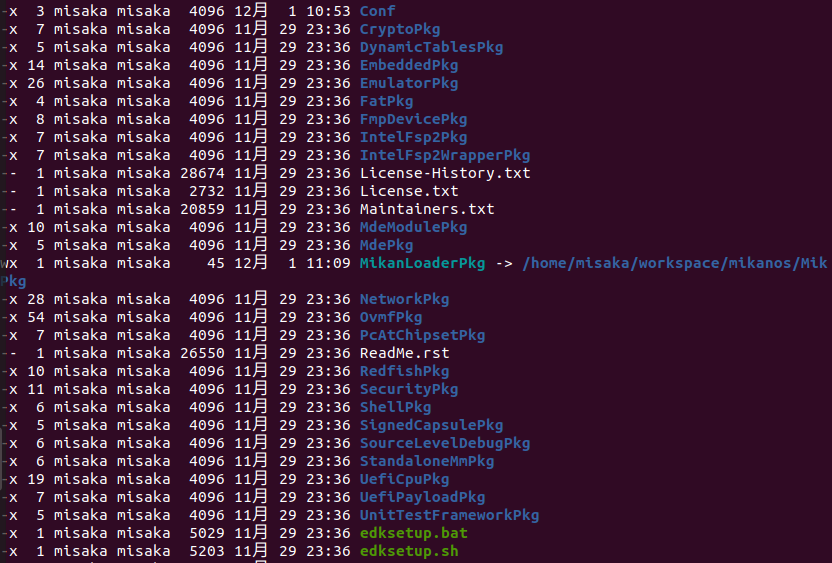 -x  3 misaka misaka  4096 12月  1 10:53 Conf
-x  7 misaka misaka  4096 11月 29 23:36 CryptoPkg
-x  5 misaka misaka  4096 11月 29 23:36 DynamicTablesPkg
-x 14 misaka misaka  4096 11月 29 23:36 EmbeddedPkg
-x 26 misaka misaka  4096 11月 29 23:36 EmulatorPkg
-x  4 misaka misaka  4096 11月 29 23:36 FatPkg
-x  8 misaka misaka  4096 11月 29 23:36 FmpDevicePkg
-x  7 misaka misaka  4096 11月 29 23:36 IntelFsp2Pkg
-x  7 misaka misaka  4096 11月 29 23:36 IntelFsp2WrapperPkg
--  1 misaka misaka 28674 11月 29 23:36 License-History.txt
--  1 misaka misaka  2732 11月 29 23:36 License.txt
--  1 misaka misaka 20859 11月 29 23:36 Maintainers.txt
-x 10 misaka misaka  4096 11月 29 23:36 MdeModulePkg
-x  5 misaka misaka  4096 11月 29 23:36 MdePkg
wx  1 misaka misaka    45 12月  1 11:09 MikanLoaderPkg -> /home/misaka/workspace/mikanos/Mik
Pkg
-x 28 misaka misaka  4096 11月 29 23:36 NetworkPkg
-x 54 misaka misaka  4096 11月 29 23:36 OvmfPkg
-x  7 misaka misaka  4096 11月 29 23:36 PcAtChipsetPkg
--  1 misaka misaka 26550 11月 29 23:36 ReadMe.rst
-x 10 misaka misaka  4096 11月 29 23:36 RedfishPkg
-x 11 misaka misaka  4096 11月 29 23:36 SecurityPkg
-x  6 misaka misaka  4096 11月 29 23:36 ShellPkg
-x  5 misaka misaka  4096 11月 29 23:36 SignedCapsulePkg
-x  6 misaka misaka  4096 11月 29 23:36 SourceLevelDebugPkg
-x  6 misaka misaka  4096 11月 29 23:36 StandaloneMmPkg
-x 19 misaka misaka  4096 11月 29 23:36 UefiCpuPkg
-x  7 misaka misaka  4096 11月 29 23:36 UefiPayloadPkg
-x  5 misaka misaka  4096 11月 29 23:36 UnitTestFrameworkPkg
-x  1 misaka misaka  5029 11月 29 23:36 edksetup.bat
-x  1 misaka misaka  5203 11月 29 23:36 edksetup.sh